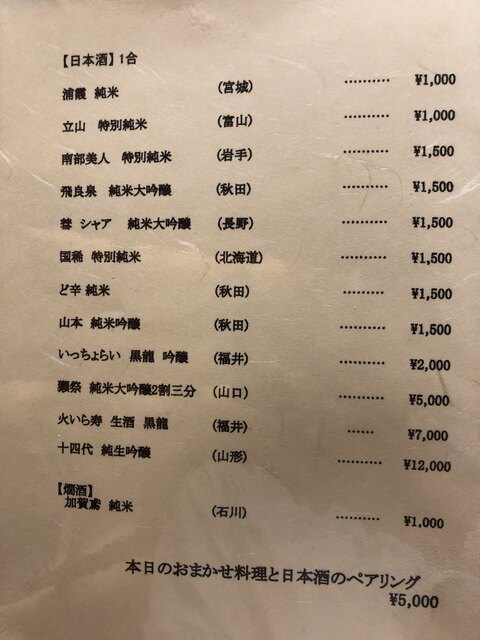 【日本酒】1合
浦霞 純米 (宮城) ………. ¥1,000
立山 特別純米 (富山) ………. ¥1,000
南部美人 特別純米 (岩手) ………. ¥1,500
飛良泉 純米大吟醸 (秋田) ………. ¥1,500
彗 シャア 純米大吟醸 (長野) ………. ¥1,500
国稀 特別純米 (北海道) ………. ¥1,500
ど辛 純米 (秋田) ………. ¥1,500
山本 純米吟醸 (秋田) ………. ¥1,500
いっちょらい 黒龍 吟醸 (福井) ………. ¥2,000
獺祭 純米大吟醸2割三分 (山口) ………. ¥5,000
火いら寿 生酒 黒龍 (福井) …… ¥7,000
十四代 純生吟醸 (山形) ………. ¥12,000
【燗酒】
加賀鳶 純米 (石川) ………. ¥1,000
本日のおまかせ料理と日本酒のペアリング
¥5,000